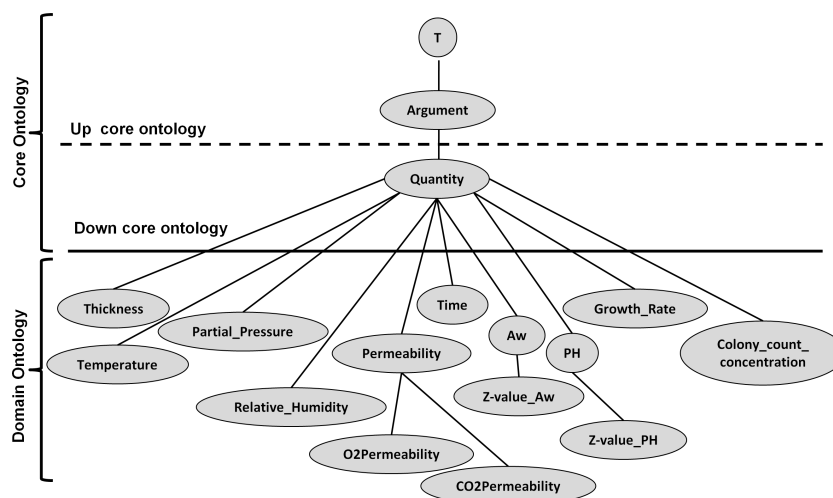 T
Core Ontology
Argument
Up core ontology
Quantity
Down core ontology
Domain Ontology
Thickness
Time
Growth_Rate
Partial_Pressure
Aw
Temperature
Permeability
PH
Colony_count_
concentration
Relative_Humidity
Z-value_Aw
O2Permeability
Z-value_PH
CO2Permeability